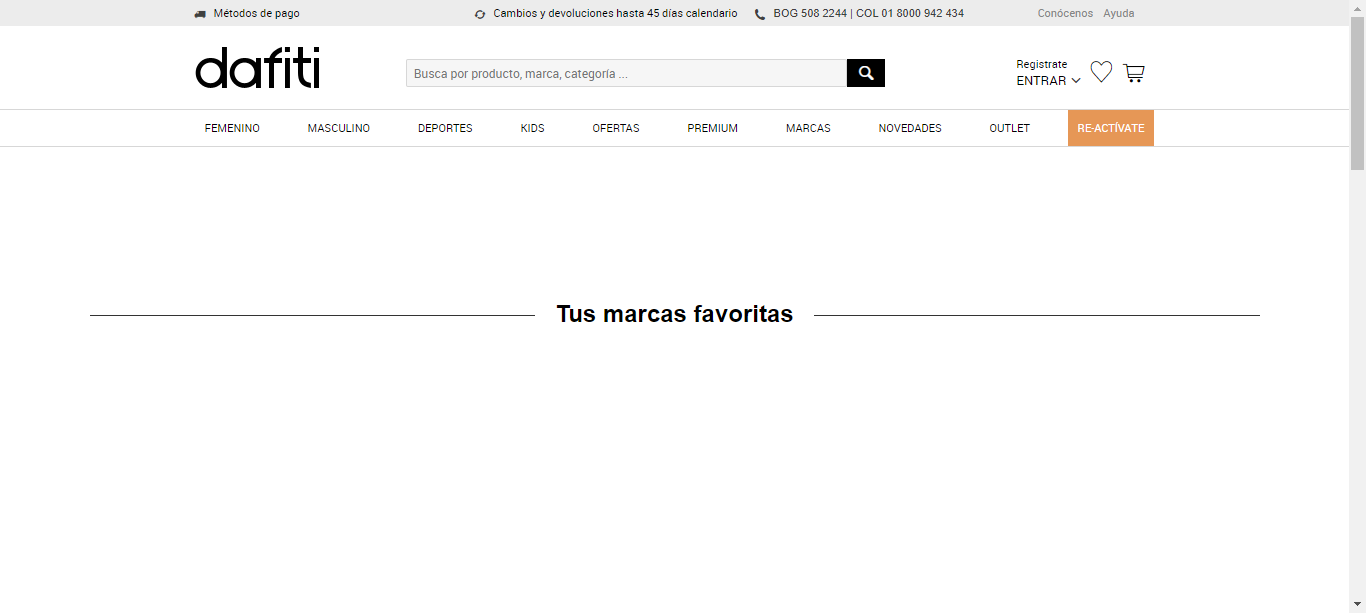 Métodos de pago
Cambios y devoluciones hasta 45 días calendario
BOG 508 2244 | COL 01 8000 942 434
Conócenos
Ayuda
dafiti
Busca por producto, marca, categoría ...
Registrate
ENTRAR
FEMENINO
MASCULINO
DEPORTES
KIDS
OFERTAS
PREMIUM
MARCAS
NOVEDADES
OUTLET
RE-ACTÍVATE
Tus marcas favoritas